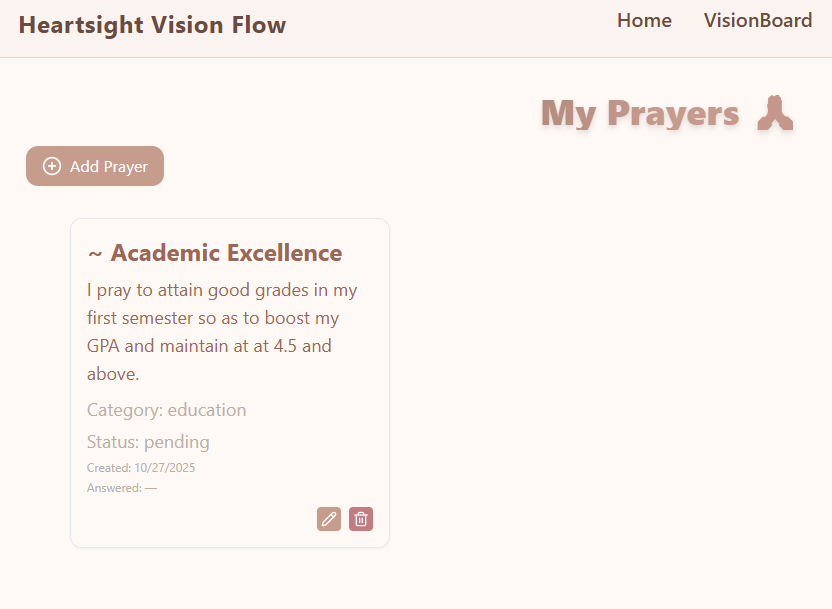 Heartsight Vision Flow
Home
VisionBoard
My Prayers
Add Prayer
~ Academic Excellence
I pray to attain good grades in my
first semester so as to boost my
GPA and maintain at at 4.5 and
above.
Category: education
Status: pending
Created: 10/27/2025
Answered: —